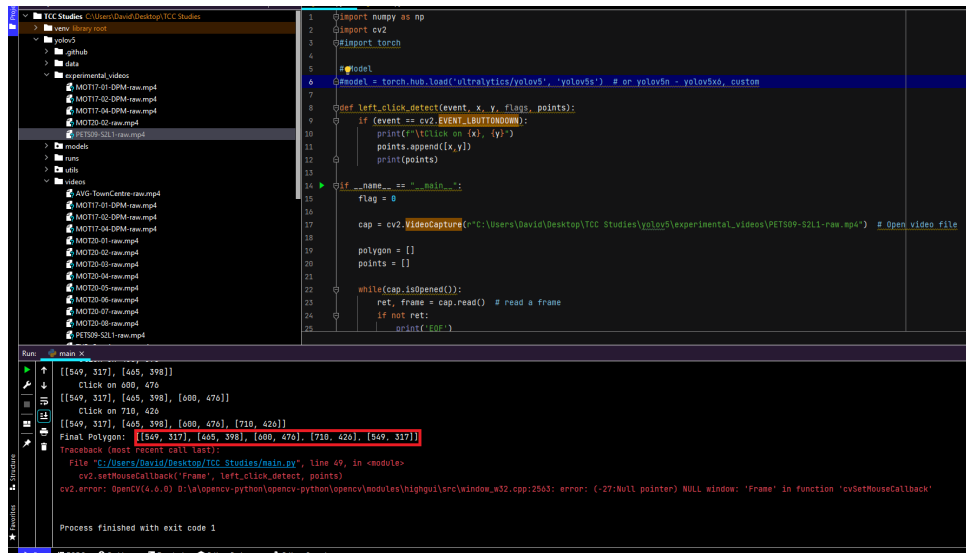 TCC Studies C:\Users\David\Desktop\TCC Studies
venv library root
yolov5
.github
data
experimental_videos
MOT17-01-DPM-raw.mp4
MOT17-02-DPM-raw.mp4
MOT17-04-DPM-raw.mp4
MOT20-02-raw.mp4
PETS09-S2L1-raw.mp4
models
runs
utils
videos
AVG-TownCentre-raw.mp4
MOT17-01-DPM-raw.mp4
MOT17-02-DPM-raw.mp4
MOT17-04-DPM-raw.mp4
MOT20-01-raw.mp4
MOT20-02-raw.mp4
MOT20-03-raw.mp4
MOT20-04-raw.mp4
MOT20-05-raw.mp4
MOT20-06-raw.mp4
MOT20-07-raw.mp4
MOT20-08-raw.mp4
PETS09-S2L1-raw.mp4
1 import numpy as np
2 import cv2
3 #import torch
4
5 #Model
6 #model = torch.hub.load('ultralytics/yolov5', 'yolov5s')  # or yolov5n - yolov5x6, custom
7
8 def left_click_detect(event, x, y, flags, points):
9 if (event == cv2.EVENT_LBUTTONDOWN):
10 print(f"\tClick on {x}, {y}")
11 points.append([x,y])
12 print(points)
13
14 if __name__ == "__main__":
15 flag = 0
16
17 cap = cv2.VideoCapture(r"C:\Users\David\Desktop\TCC Studies\yolov5\experimental_videos\PETS09-S2L1-raw.mp4")  # Open video file
18
19 polygon = []
20 points = []
21
22 while(cap.isOpened()):
23 ret, frame = cap.read()  # read a frame
24 if not ret:
25 print('EOF')
Run: main ×
[[549, 317], [465, 398]]
Click on 600, 476
[[549, 317], [465, 398], [600, 476]]
Click on 710, 426
[[549, 317], [465, 398], [600, 476], [710, 426]]
Final Polygon: [[549, 317], [465, 398], [600, 476], [710, 426], [549, 317]]
Traceback (most recent call last):
File "C:/Users/David/Desktop/TCC Studies/main.py", line 49, in <module>
cv2.setMouseCallback('Frame', left_click_detect, points)
cv2.error: OpenCV(4.6.0) D:\a\opencv-python\opencv-python\opencv\modules\highgui\src\window_w32.cpp:2563: error: (-27:Null pointer) NULL window: 'Frame' in function 'cvSetMouseCallback'
Process finished with exit code 1
Structure
Favorites